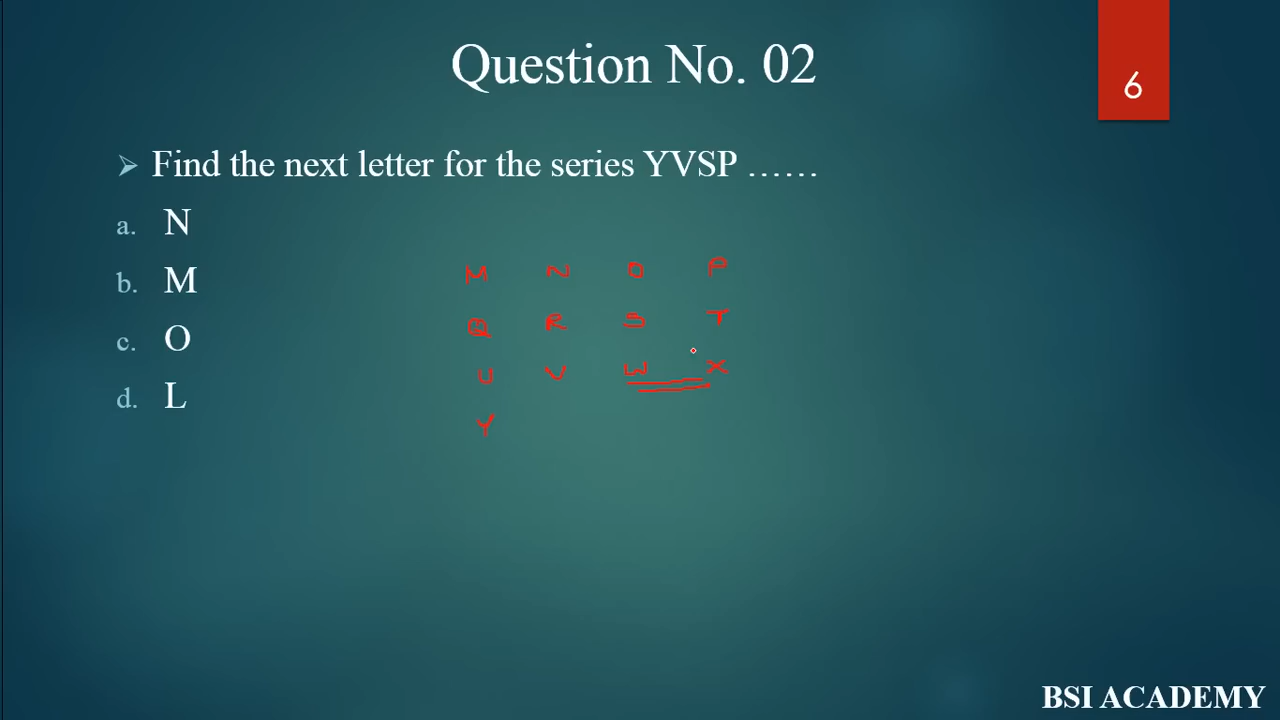 Question No. 02
6
➢ Find the next letter for the series YVSP ......
a. N
b. M
c. O
d. L
M N O P
Q R S T
U V W X
Y
BSI ACADEMY